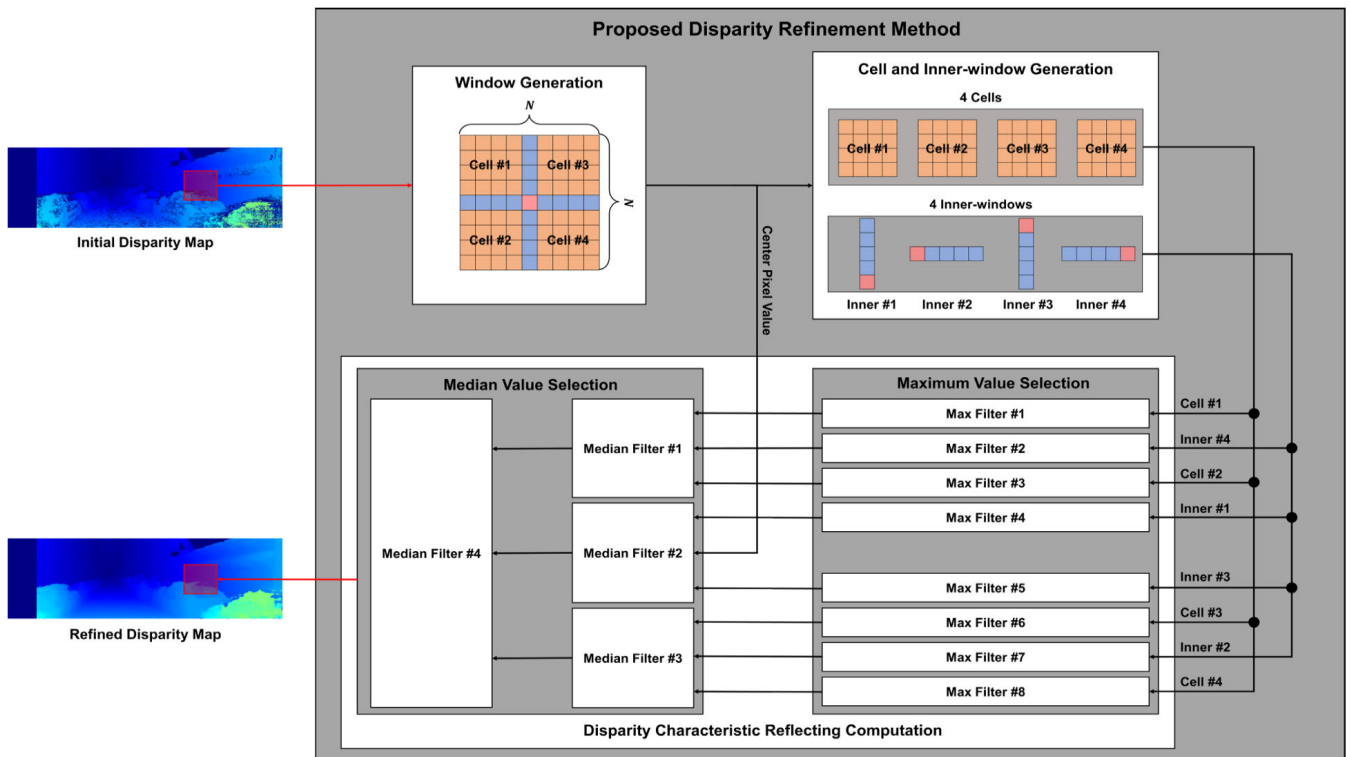 Proposed Disparity Refinement Method
Window Generation
N
Cell #1
Cell #3
N
Cell #2
Cell #4
Cell and Inner-window Generation
4 Cells
Cell #1
Cell #2
Cell #3
Cell #4
4 Inner-windows
Inner #1
Inner #2
Inner #3
Inner #4
Initial Disparity Map
Center Pixel Value
Median Value Selection
Maximum Value Selection
Median Filter #4
Median Filter #1
Median Filter #2
Median Filter #3
Max Filter #1
Max Filter #2
Max Filter #3
Max Filter #4
Max Filter #5
Max Filter #6
Max Filter #7
Max Filter #8
Cell #1
Inner #4
Cell #2
Inner #1
Inner #3
Cell #3
Inner #2
Cell #4
Refined Disparity Map
Disparity Characteristic Reflecting Computation